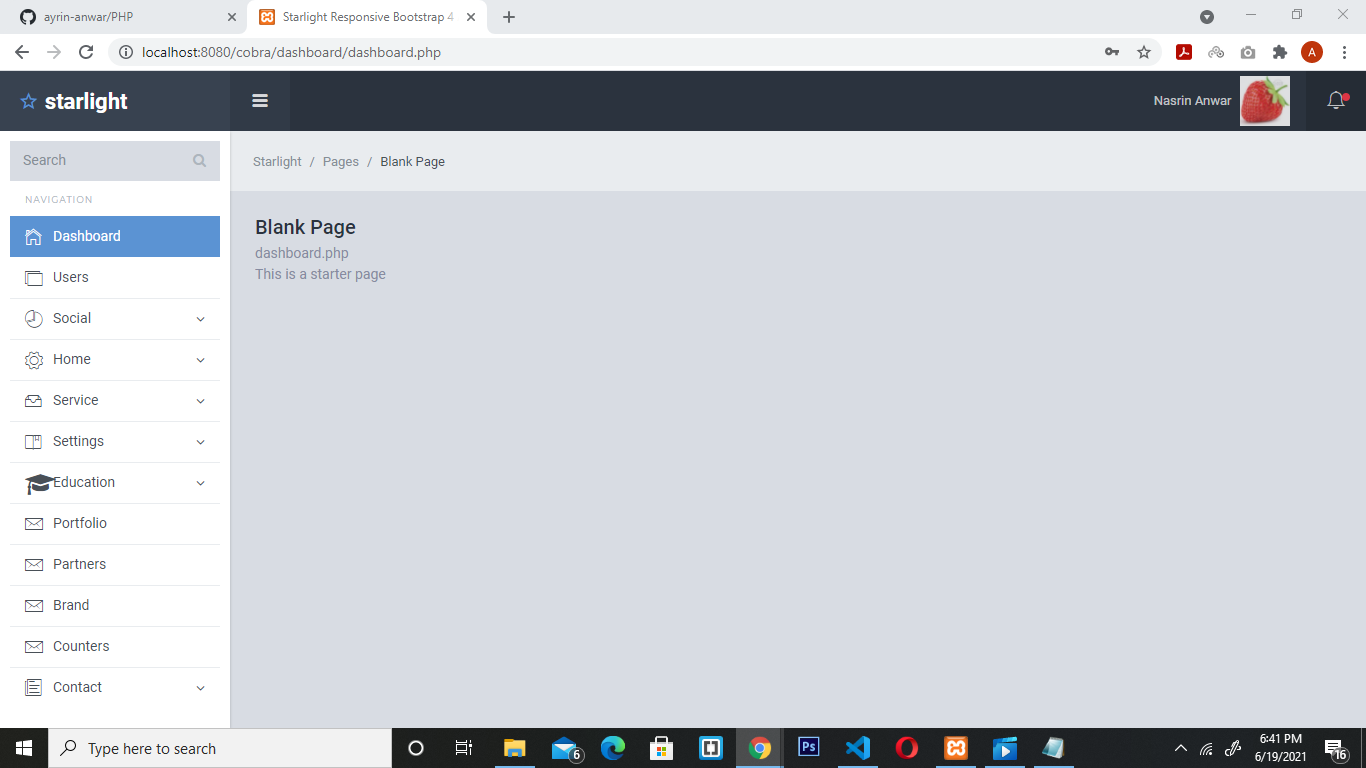 ayrin-anwar/PHP
Starlight Responsive Bootstrap 4
localhost:8080/cobra/dashboard/dashboard.php
A
starlight
Nasrin Anwar
Search
Starlight / Pages / Blank Page
NAVIGATION
Blank Page
Dashboard
dashboard.php
This is a starter page
Users
Social
Home
Service
Settings
Education
Portfolio
Partners
Brand
Counters
Contact
Type here to search
6
Ps
6:41 PM
6/19/2021
16